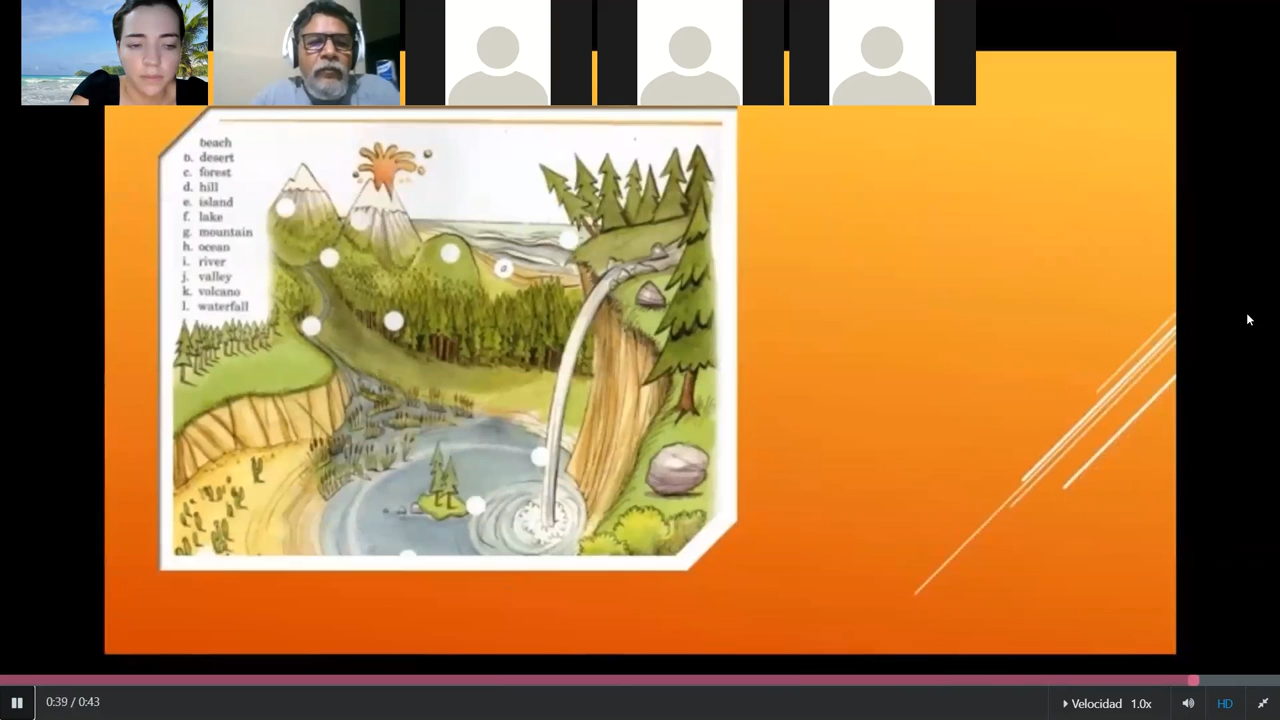 beach
b. desert
c. forest
d. hill
e. island
f. lake
g. mountain
h. ocean
i. river
j. valley
k. volcano
l. waterfall
0:39 / 0:43
Velocidad 1.0x
HD